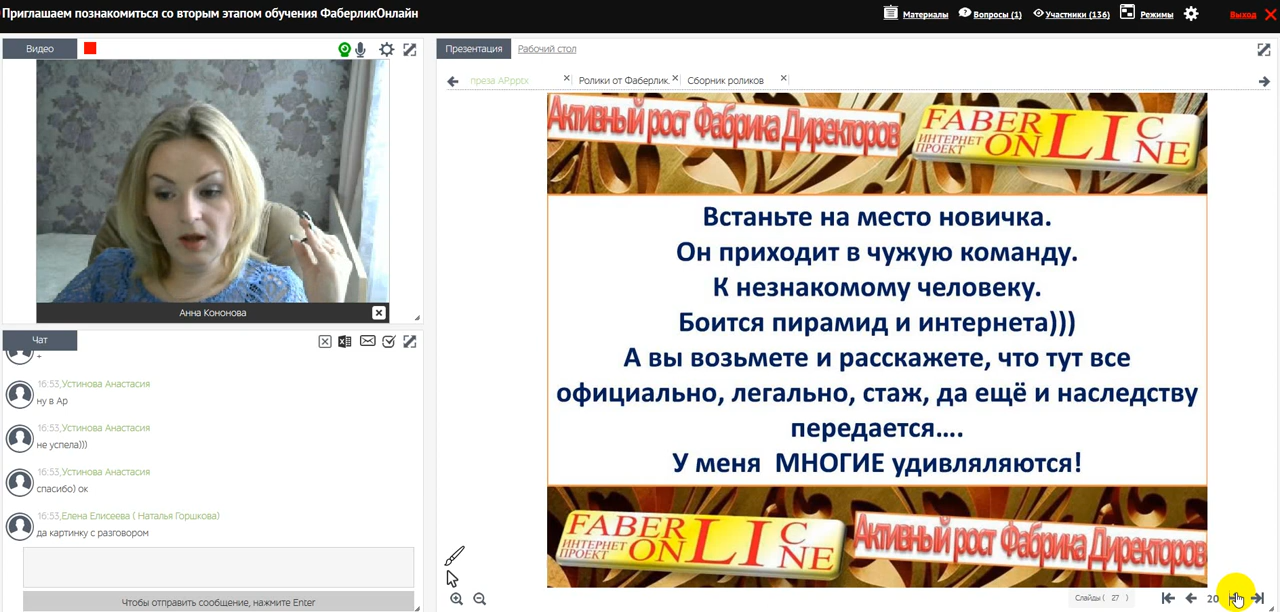 Приглашаем познакомиться со вторым этапом обучения ФаберликОнлайн
Материалы
Вопросы (1)
Участники (136)
Режимы
Выход
Видео
Анна Кононова
Чат
+
16:53,Устинова Анастасия
ну в Ар
16:53,Устинова Анастасия
не успела)))
16:53,Устинова Анастасия
спасибо) ок
16:53,Елена Елисеева ( Наталья Горшкова)
да картинку с разговором
Чтобы отправить сообщение, нажмите Enter
Презентация
Рабочий стол
преза АРpptx
Ролики от Фаберлик.
Сборник роликов
Активный рост Фабрика Директоров
FABERLIC
ИНТЕРНЕТ ПРОЕКТ
ONLINE
Встаньте на место новичка.
Он приходит в чужую команду.
К незнакомому человеку.
Боится пирамид и интернета)))
А вы возьмете и расскажете, что тут все
официально, легально, стаж, да ещё и наследству
передается….
У меня МНОГИЕ удивляляются!
FABERLIC
ИНТЕРНЕТ ПРОЕКТ
ONLINE
Активный рост Фабрика Директоров
Слайды ( 27 )
20